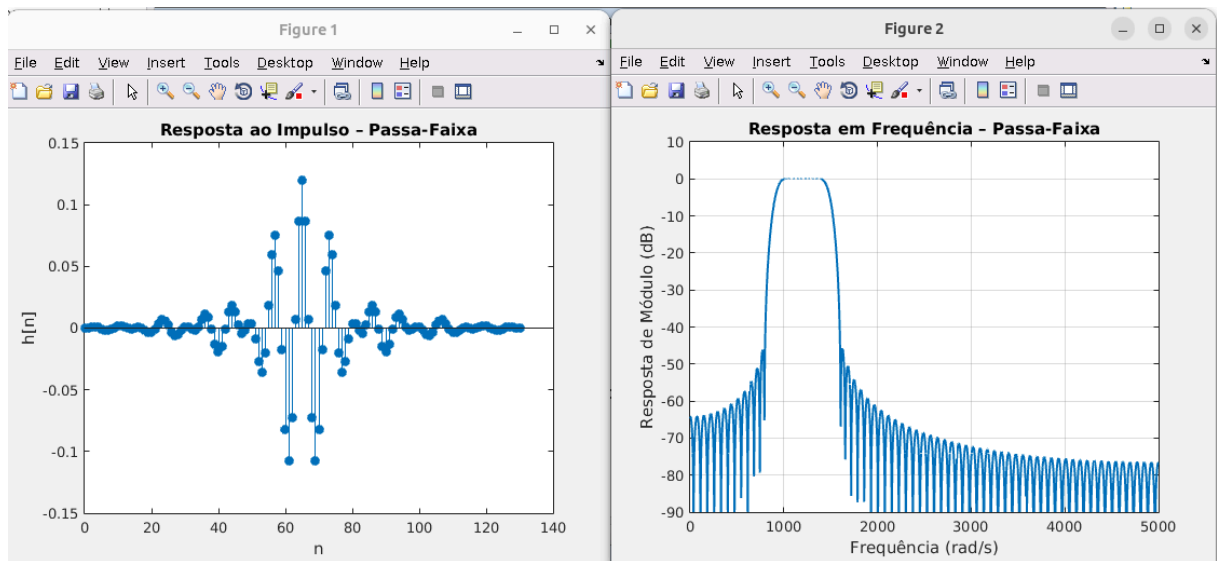 Figure 1
File Edit View Insert Tools Desktop Window Help
Resposta ao Impulso – Passa-Faixa
0.15
0.1
0.05
0
-0.05
-0.1
-0.15
h[n]
0 20 40 60 80 100 120 140
n
Figure 2
File Edit View Insert Tools Desktop Window Help
Resposta em Frequência – Passa-Faixa
10
0
-10
-20
-30
-40
-50
-60
-70
-80
-90
Resposta de Módulo (dB)
0 1000 2000 3000 4000 5000
Frequência (rad/s)